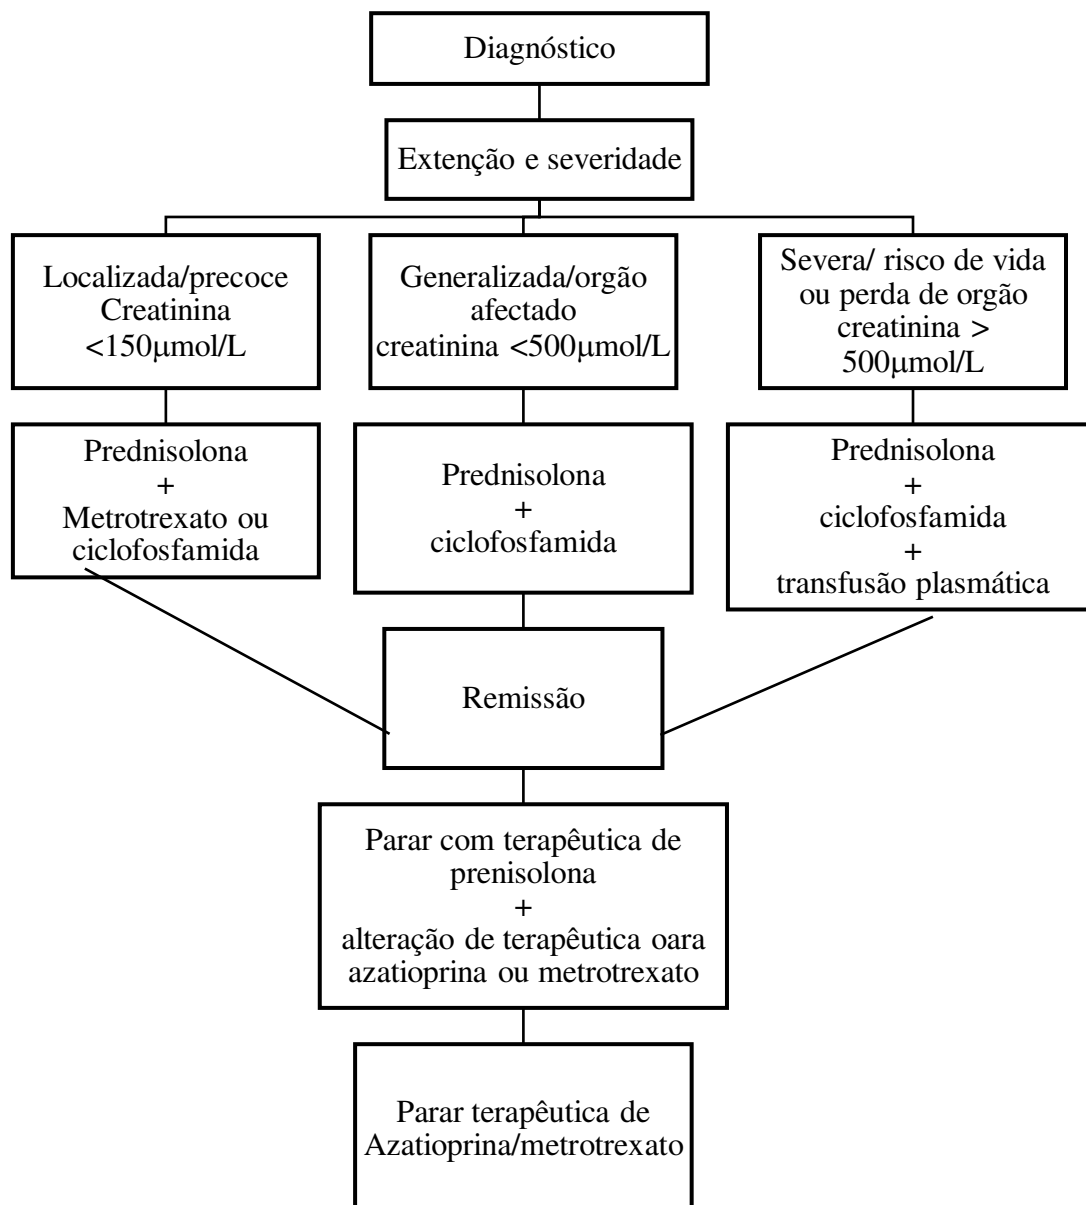 Diagnóstico
Extenção e severidade
Localizada/precoce
Creatinina
<150µmol/L
Generalizada/orgão
afectado
creatinina <500µmol/L
Severa/ risco de vida
ou perda de orgão
creatinina >
500µmol/L
Prednisolona
+
Metrotrexato ou
ciclofosfamida
Prednisolona
+
ciclofosfamida
Prednisolona
+
ciclofosfamida
+
transfusão plasmática
Remissão
Parar com terapêutica de
prenisolona
+
alteração de terapêutica oara
azatioprina ou metrotrexato
Parar terapêutica de
Azatioprina/metrotrexato